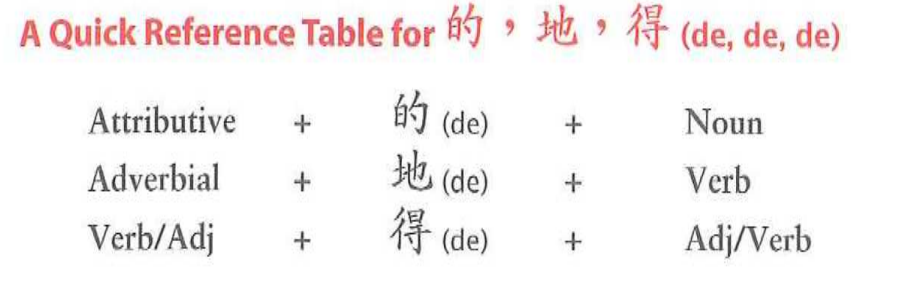 A Quick Reference Table for 的，地，得 (de, de, de)
Attributive + 的 (de) + Noun
Adverbial + 地 (de) + Verb
Verb/Adj + 得 (de) + Adj/Verb